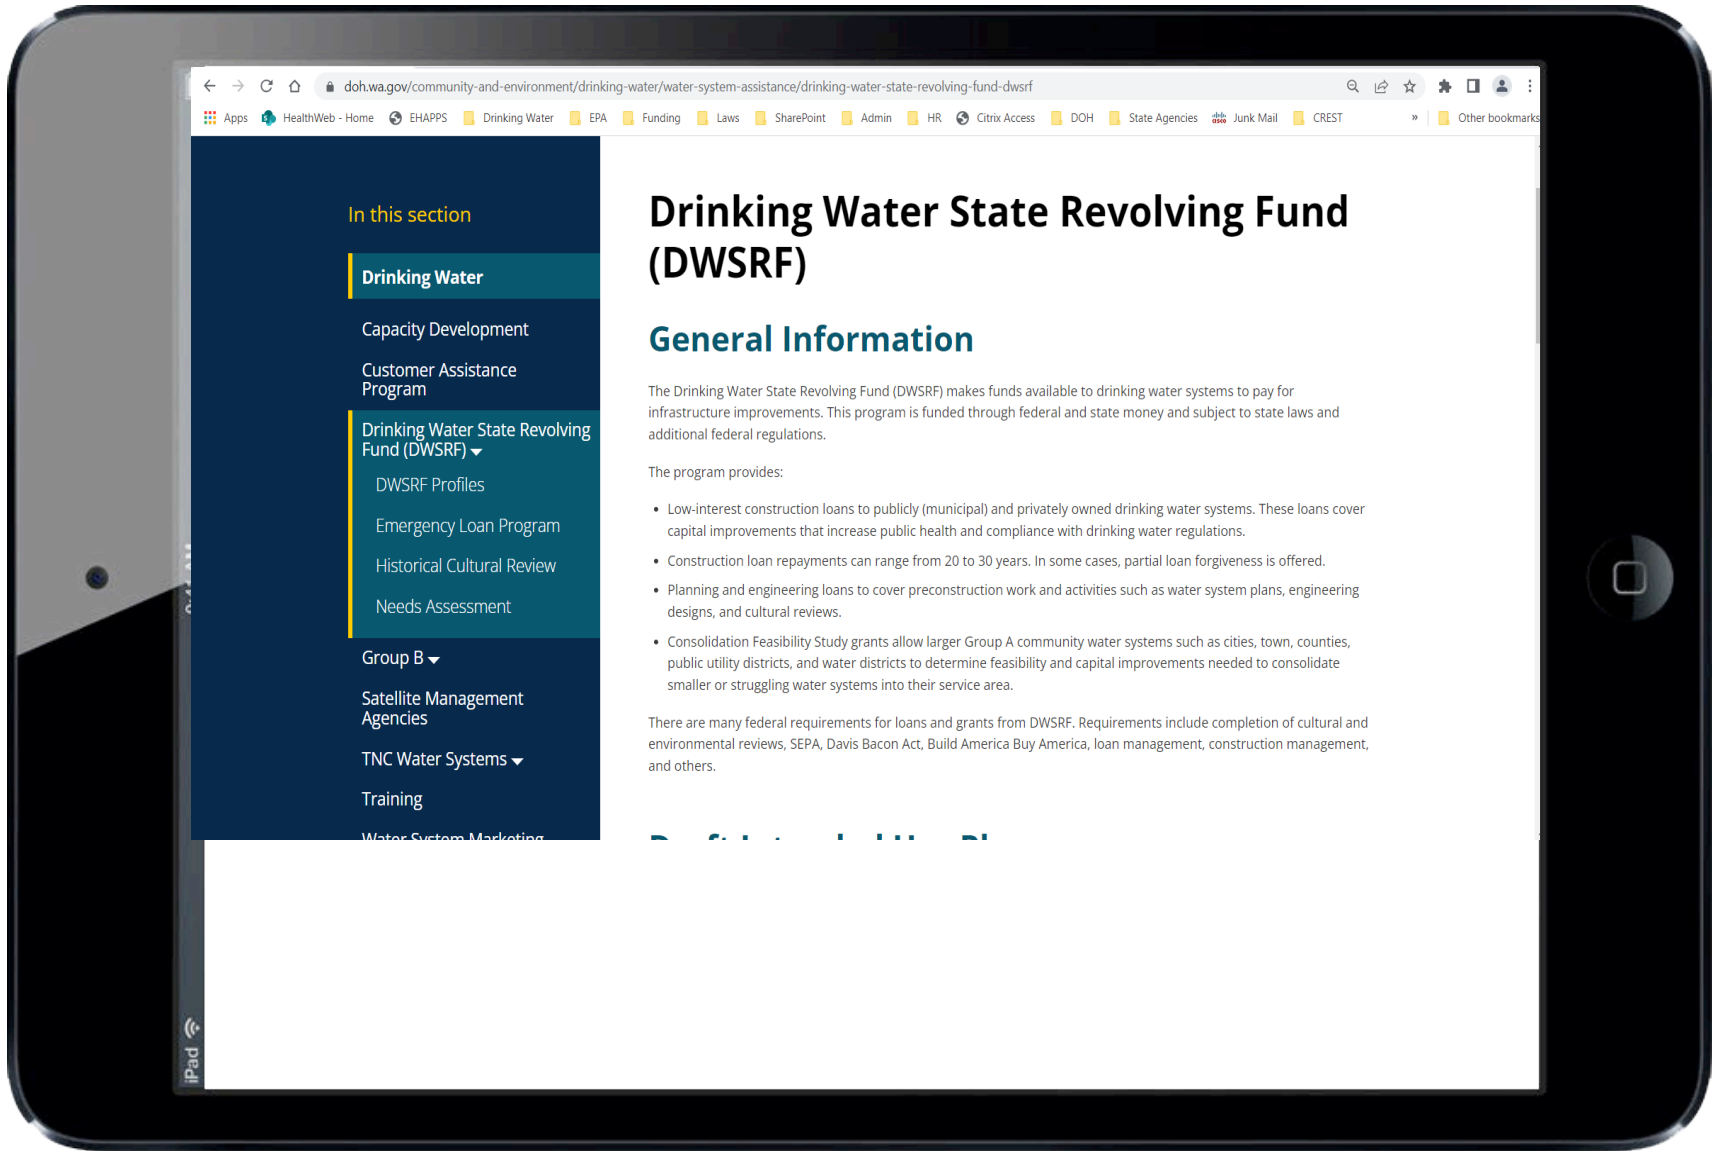 doh.wa.gov/community-and-environment/drinking-water/water-system-assistance/drinking-water-state-revolving-fund-dwsrf
Apps HealthWeb - Home EHAPPS Drinking Water EPA Funding Laws SharePoint Admin HR Citrix Access DOH State Agencies Junk Mail CREST » Other bookmarks
In this section
Drinking Water
Capacity Development
Customer Assistance
Program
Drinking Water State Revolving
Fund (DWSRF)
DWSRF Profiles
Emergency Loan Program
Historical Cultural Review
Needs Assessment
Group B
Satellite Management
Agencies
TNC Water Systems
Training
Water System Marketing
Drinking Water State Revolving Fund
(DWSRF)
General Information
The Drinking Water State Revolving Fund (DWSRF) makes funds available to drinking water systems to pay for
infrastructure improvements. This program is funded through federal and state money and subject to state laws and
additional federal regulations.
The program provides:
• Low-interest construction loans to publicly (municipal) and privately owned drinking water systems. These loans cover
capital improvements that increase public health and compliance with drinking water regulations.
• Construction loan repayments can range from 20 to 30 years. In some cases, partial loan forgiveness is offered.
• Planning and engineering loans to cover preconstruction work and activities such as water system plans, engineering
designs, and cultural reviews.
• Consolidation Feasibility Study grants allow larger Group A community water systems such as cities, town, counties,
public utility districts, and water districts to determine feasibility and capital improvements needed to consolidate
smaller or struggling water systems into their service area.
There are many federal requirements for loans and grants from DWSRF. Requirements include completion of cultural and
environmental reviews, SEPA, Davis Bacon Act, Build America Buy America, loan management, construction management,
and others.
iPad